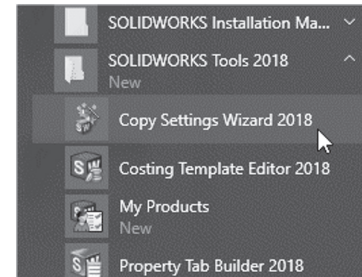 SOLIDWORKS Installation Ma...
SOLIDWORKS Tools 2018
New
Copy Settings Wizard 2018
Costing Template Editor 2018
My Products
New
Property Tab Builder 2018